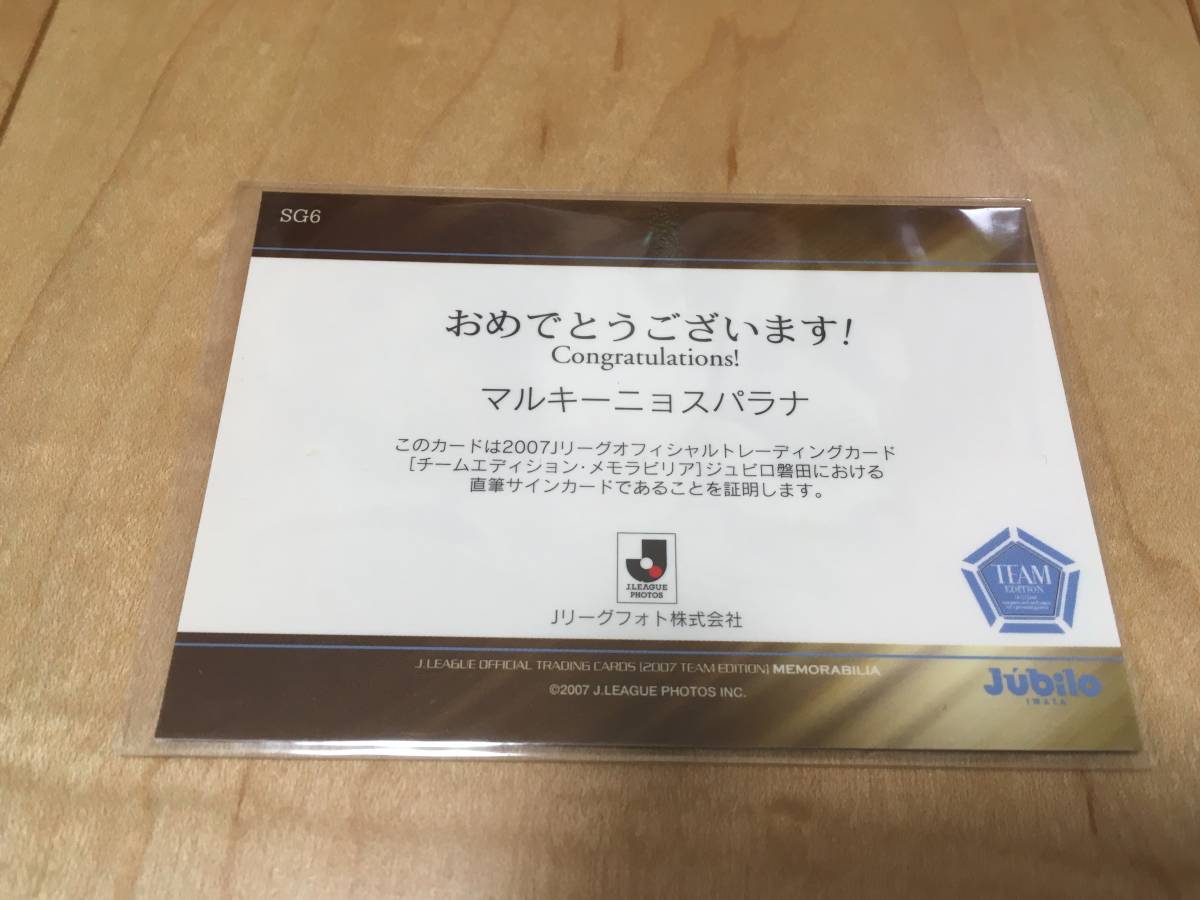 SG6
おめでとうございます!
Congratulations!
マルキーニョスパラナ
このカードは2007Jリーグオフィシャルトレーディングカード
[チームエディション・メモラビリア]ジュビロ磐田における
直筆サインカードであることを証明します。
J.LEAGUE
PHOTOS
Jリーグフォト株式会社
TEAM
EDITION
J.LEAGUE OFFICIAL TRADING CARDS [2007 TEAM EDITION] MEMORABILIA
©2007 J.LEAGUE PHOTOS INC.
Júbilo
IWATA